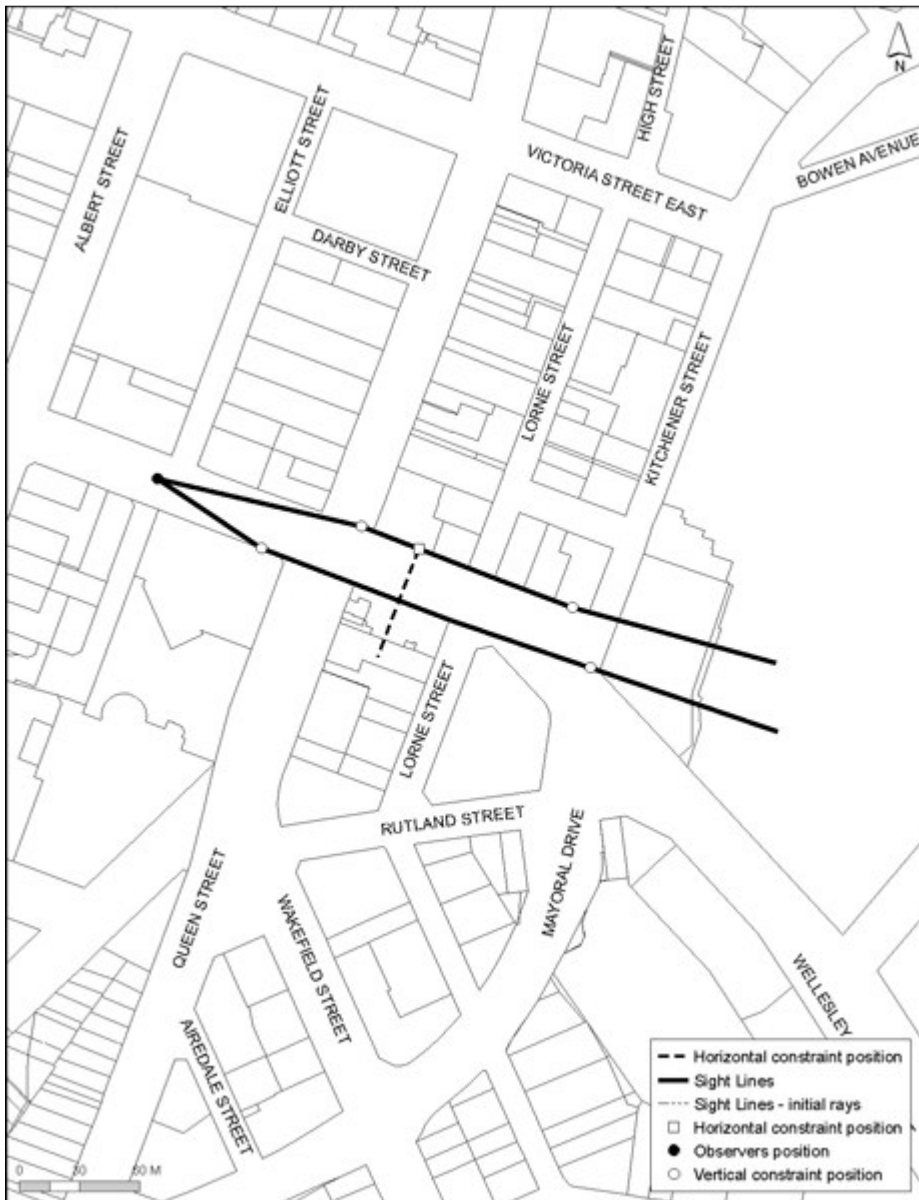 N
HIGH STREET
VICTORIA STREET EAST
BOWEN AVENUE
ELLIOTT STREET
ALBERT STREET
DARBY STREET
LORNE STREET
KITCHENER STREET
LORNE STREET
RUTLAND STREET
MAYORAL DRIVE
QUEEN STREET
WAKEFIELD STREET
AIREDALE STREET
WELLESLEY
Horizontal constraint position
Sight Lines
Sight Lines - initial rays
Horizontal constraint position
Observers position
Vertical constraint position
0 30 60 M